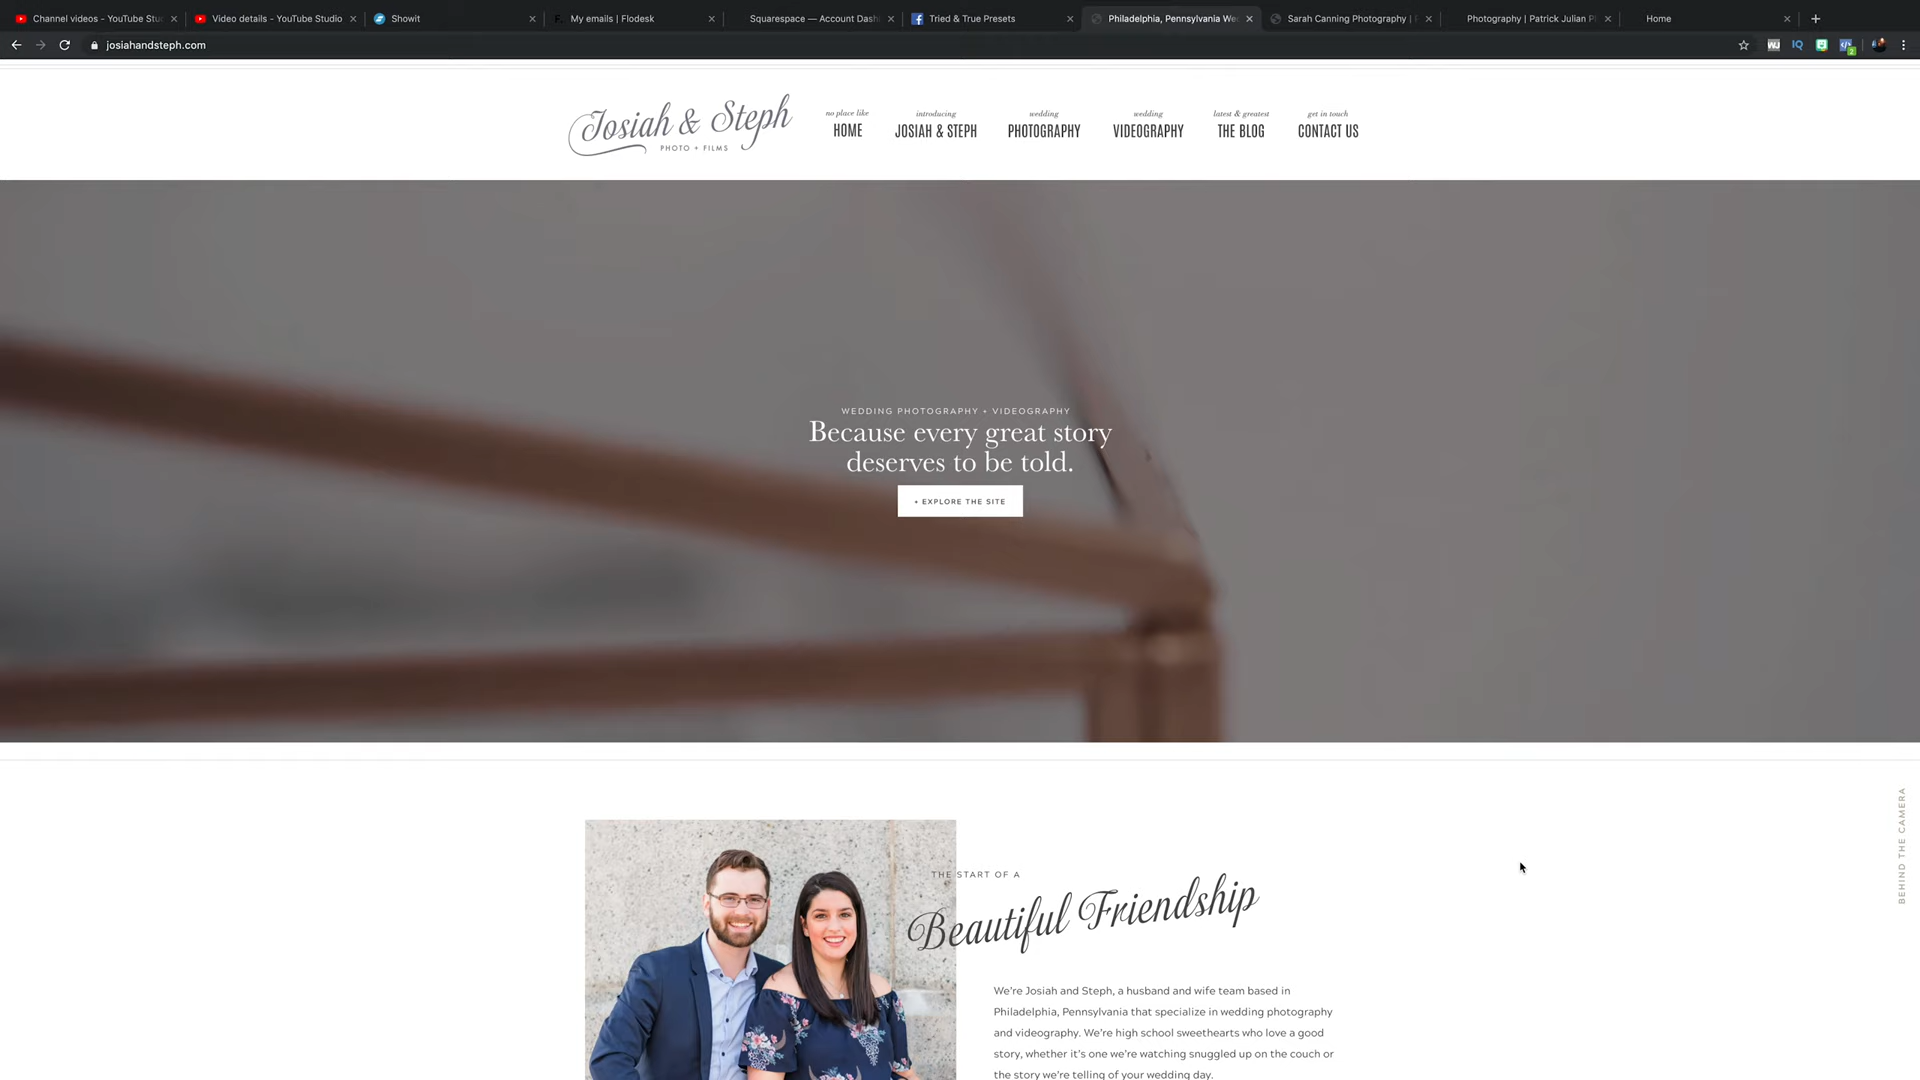 Channel videos - YouTube Stu
Video details - YouTube Studio
Showit
My emails | Flodesk
Squarespace — Account Dash
Tried & True Presets
Philadelphia, Pennsylvania We
Sarah Canning Photography |
Photography | Patrick Julian P
Home
josiahandsteph.com
Josiah & Steph
PHOTO + FILMS
no place like
HOME
introducing
JOSIAH & STEPH
wedding
PHOTOGRAPHY
wedding
VIDEOGRAPHY
latest & greatest
THE BLOG
get in touch
CONTACT US
WEDDING PHOTOGRAPHY + VIDEOGRAPHY
Because every great story
deserves to be told.
+ EXPLORE THE SITE
BEHIND THE CAMERA
THE START OF A
Beautiful Friendship
We're Josiah and Steph, a husband and wife team based in
Philadelphia, Pennsylvania that specialize in wedding photography
and videography. We're high school sweethearts who love a good
story, whether it's one we're watching snuggled up on the couch or
the story we're telling of your wedding day.